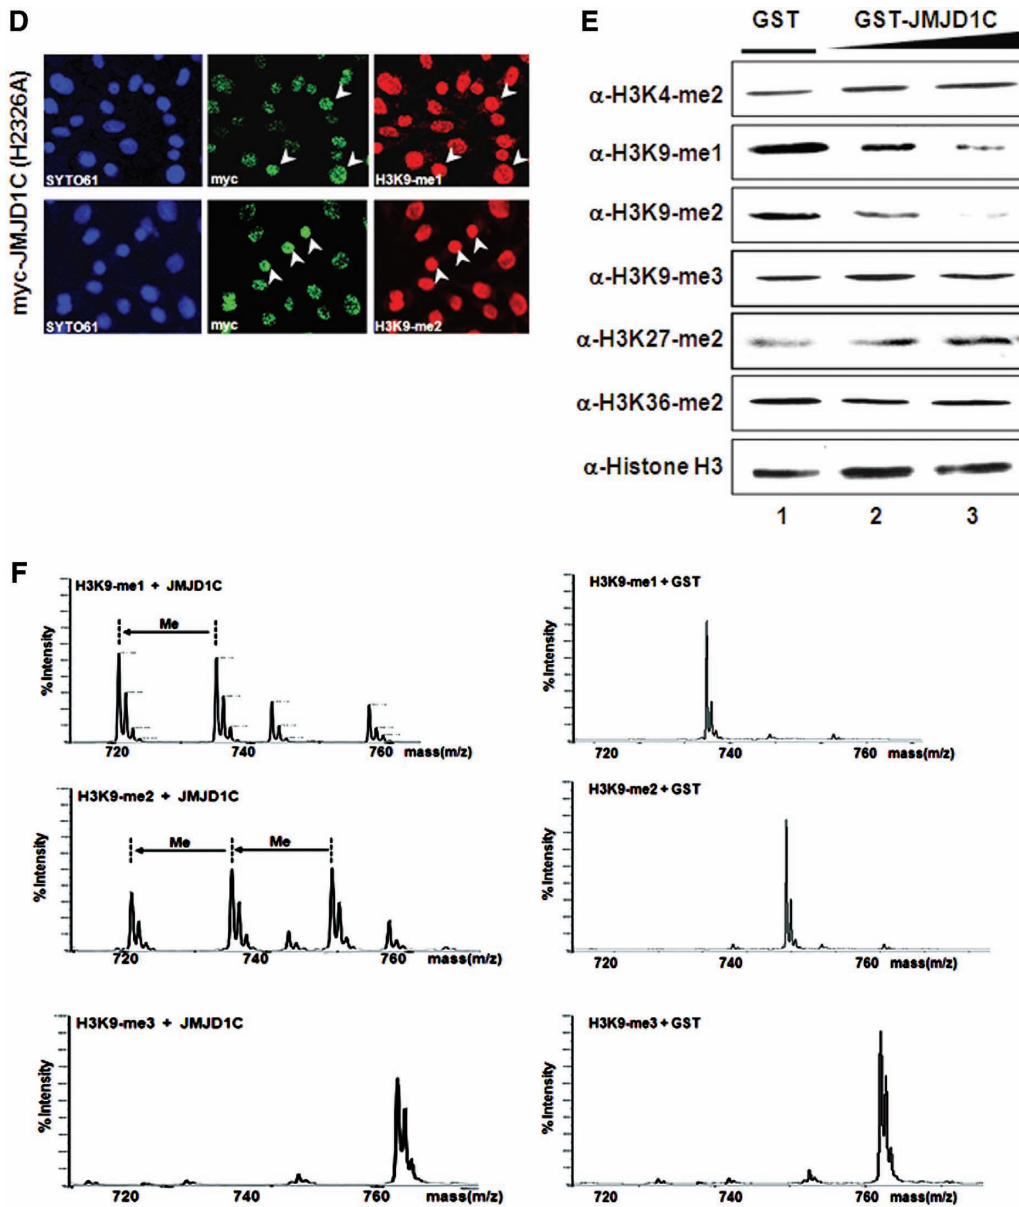 D
myc-JMJD1C (H2326A)
SYTO61
myc
H3K9-me1
SYTO61
myc
H3K9-me2
E
GST GST-JMJD1C
α-H3K4-me2
α-H3K9-me1
α-H3K9-me2
α-H3K9-me3
α-H3K27-me2
α-H3K36-me2
α-Histone H3
1 2 3
F
H3K9-me1 + JMJD1C
Me
% Intensity
720 740 760 mass(m/z)
H3K9-me1 + GST
% Intensity
720 740 760 mass(m/z)
H3K9-me2 + JMJD1C
Me Me
% Intensity
720 740 760 mass(m/z)
H3K9-me2 + GST
% Intensity
720 740 760 mass(m/z)
H3K9-me3 + JMJD1C
% Intensity
720 740 760 mass(m/z)
H3K9-me3 + GST
% Intensity
720 740 760 mass(m/z)